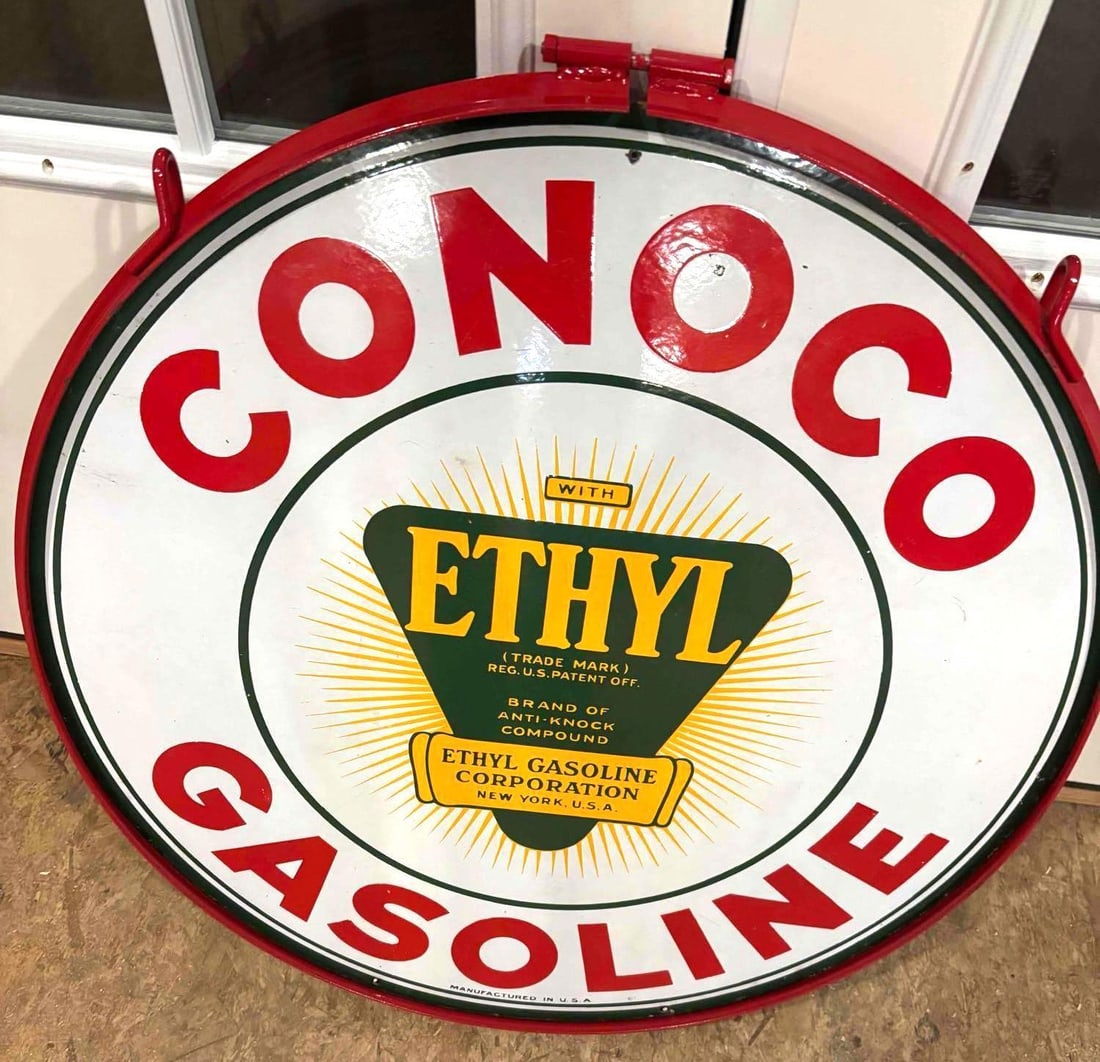 CONOCO
WITH
ETHYL
(TRADE MARK)
REG. U.S. PATENT OFF.
BRAND OF
ANTI-KNOCK
COMPOUND
ETHYL GASOLINE
CORPORATION
NEW YORK, U.S.A.
GASOLINE
MANUFACTURED IN U.S.A.